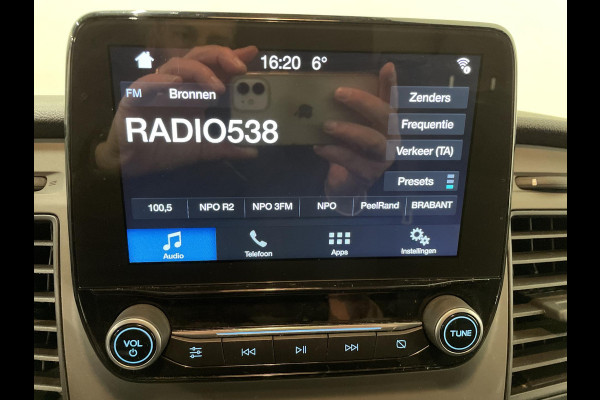 16:20 6°
FM Bronnen
Zenders
RADIO538
Frequentie
Verkeer (TA)
Presets
100,5 NPO R2 NPO 3FM NPO PeelRand BRABANT
Audio Telefoon Apps Instellingen
VOL TUNE